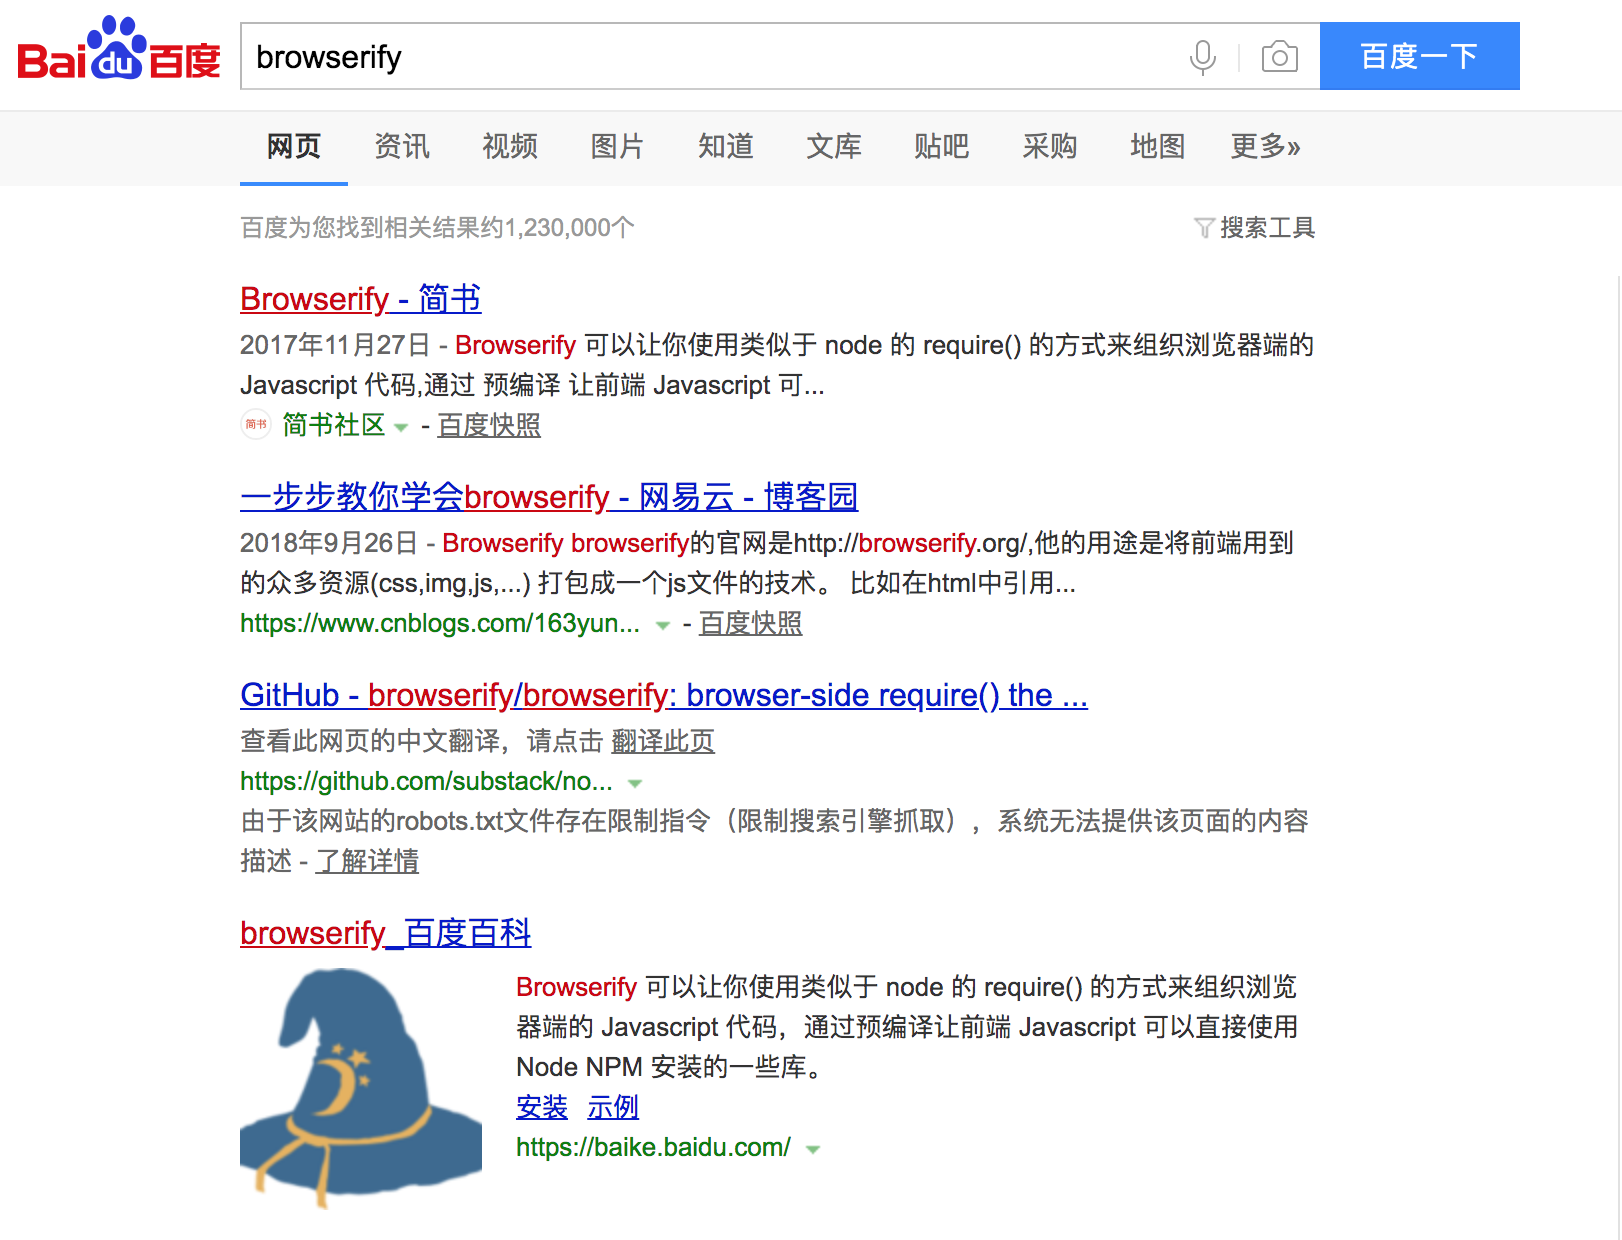 Baidu百度
browserify
百度一下
网页 资讯 视频 图片 知道 文库 贴吧 采购 地图 更多»
百度为您找到相关结果约1,230,000个
搜索工具
Browserify - 简书
2017年11月27日 - Browserify 可以让你使用类似于 node 的 require() 的方式来组织浏览器端的
Javascript 代码,通过 预编译 让前端 Javascript 可...
简书 简书社区 - 百度快照
一步步教你学会browserify - 网易云 - 博客园
2018年9月26日 - Browserify browserify的官网是http://browserify.org/,他的用途是将前端用到
的众多资源(css,img,js,...) 打包成一个js文件的技术。 比如在html中引用...
https://www.cnblogs.com/163yun... - 百度快照
GitHub - browserify/browserify: browser-side require() the ...
查看此网页的中文翻译，请点击 翻译此页
https://github.com/substack/no...
由于该网站的robots.txt文件存在限制指令（限制搜索引擎抓取），系统无法提供该页面的内容
描述 - 了解详情
browserify_百度百科
Browserify 可以让你使用类似于 node 的 require() 的方式来组织浏览
器端的 Javascript 代码，通过预编译让前端 Javascript 可以直接使用
Node NPM 安装的一些库。
安装 示例
https://baike.baidu.com/